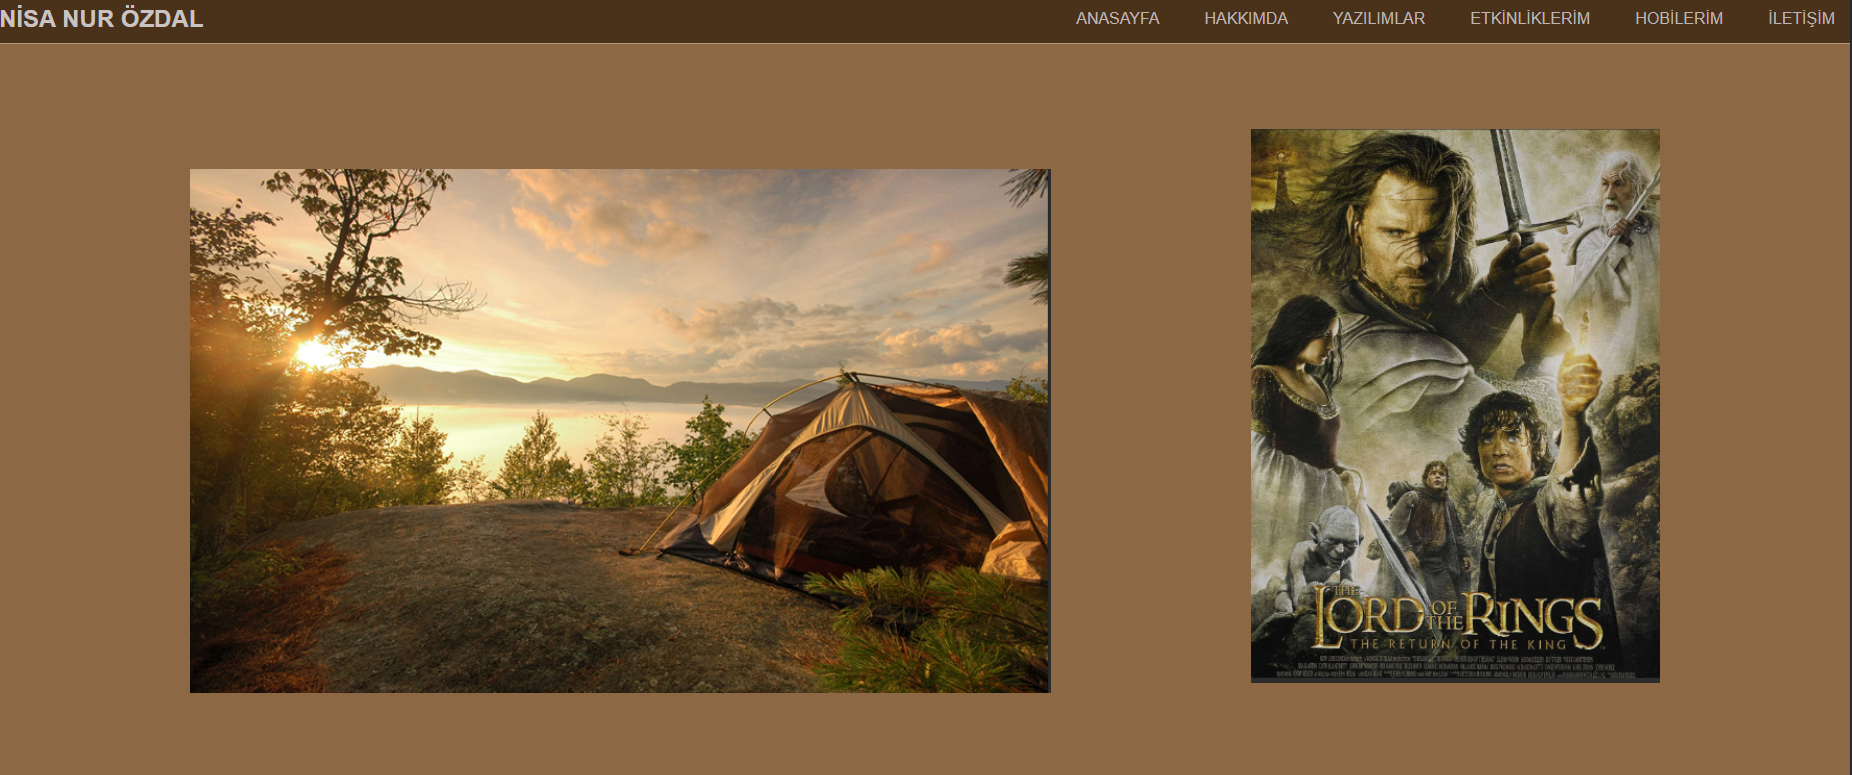 NİSA NUR ÖZDAL
ANASAYFA HAKKIMDA YAZILIMLAR ETKİNLİKLERİM HOBİLERİM İLETİŞİM
THE
LORD OF THE RINGS
THE RETURN OF THE KING